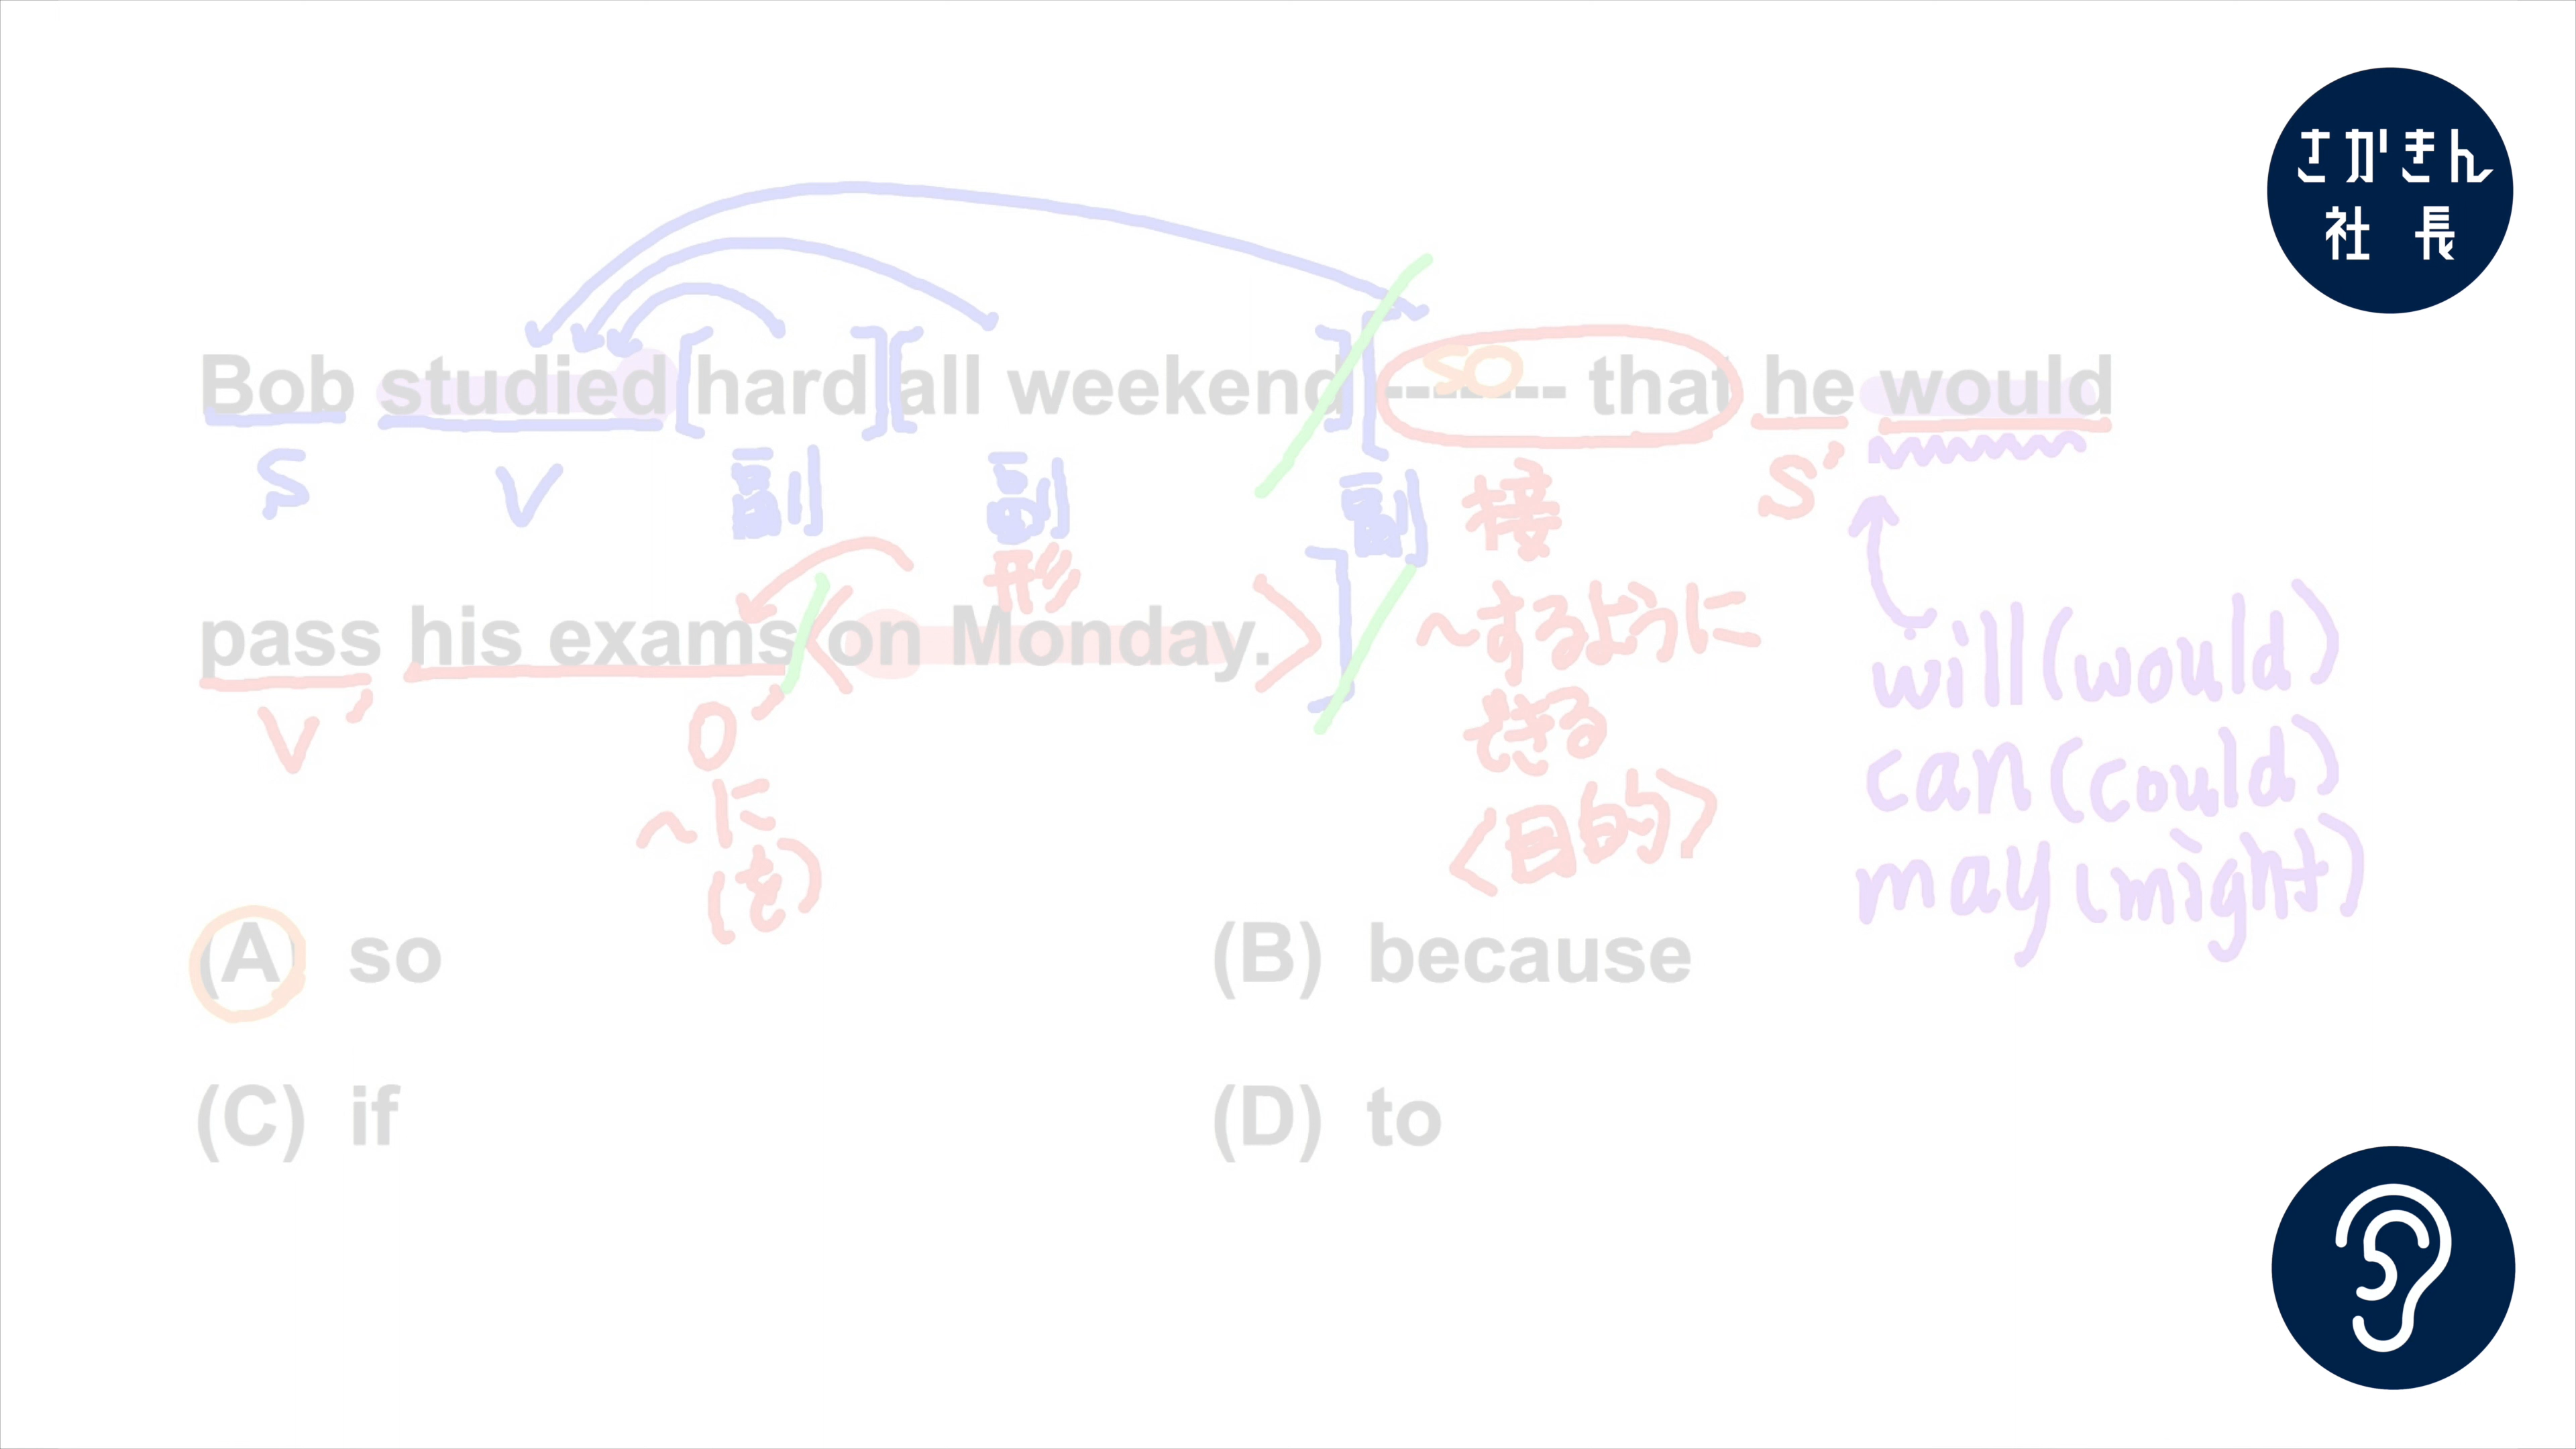 さかきん
社長
Bob studied hard all weekend ------- that he would
so
S
V
副
副
副
接
S'
形
pass his exams on Monday.
V'
O'
~に
(を)
~するように
できる
<目的>
will (would)
can (could)
may (might)
(A) so
(B) because
(C) if
(D) to